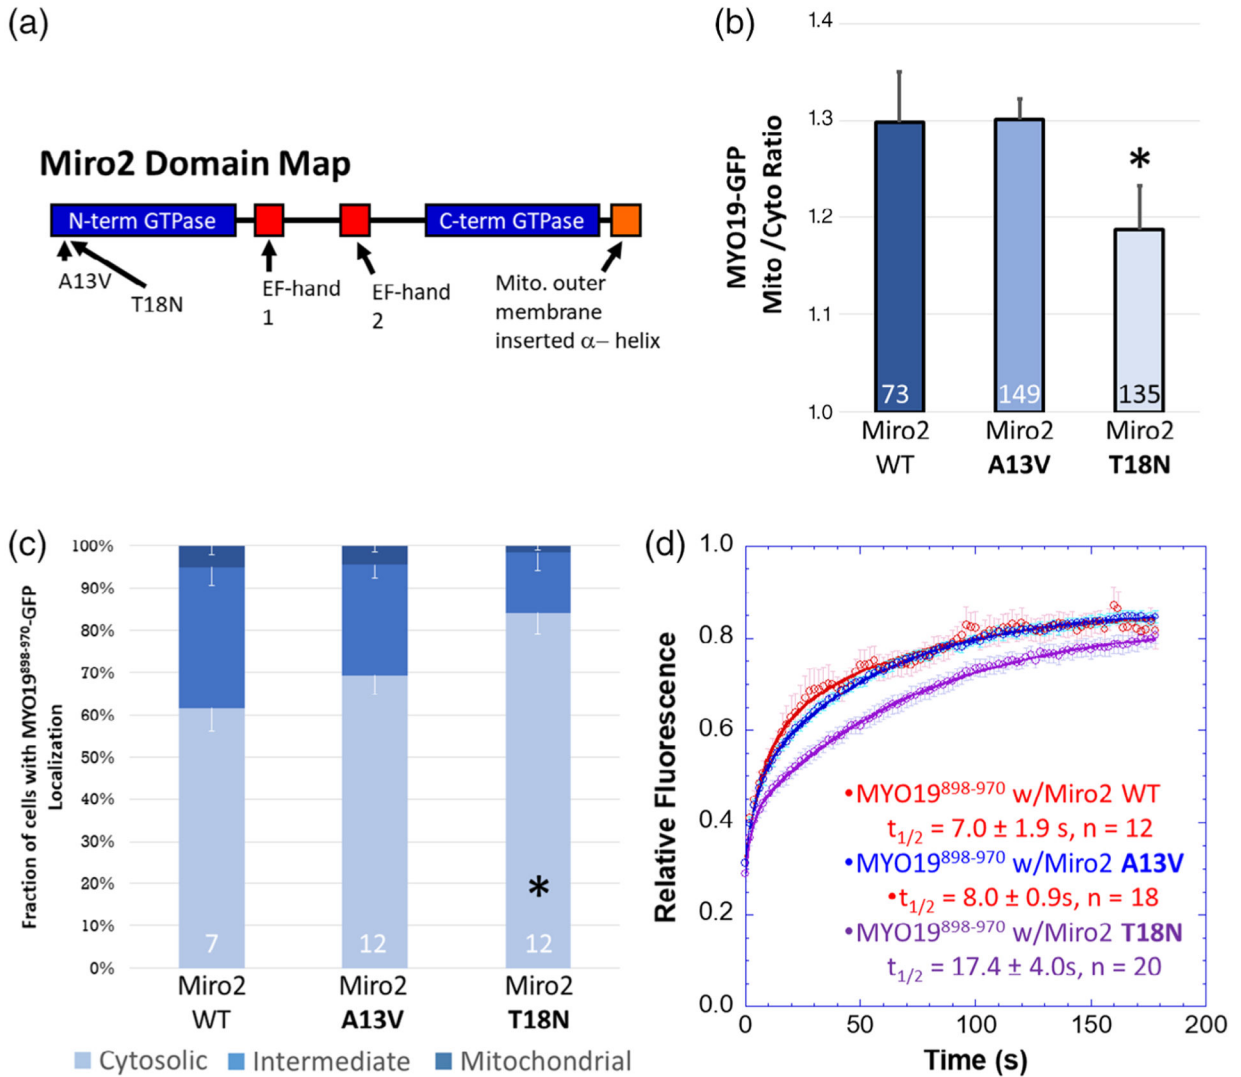 (a)
Miro2 Domain Map
N-term GTPase
C-term GTPase
A13V
T18N
EF-hand
1
EF-hand
2
Mito. outer
membrane
inserted α– helix
(b)
MYO19-GFP
Mito /Cyto Ratio
1.4
1.3
1.2
1.1
1.0
*
73
149
135
Miro2
WT
Miro2
A13V
Miro2
T18N
(c)
Fraction of cells with MYO19⁸⁹⁸⁻⁹⁷⁰-GFP
Localization
100%
90%
80%
70%
60%
50%
40%
30%
20%
10%
0%
*
7
12
12
Miro2
WT
Miro2
A13V
Miro2
T18N
Cytosolic
Intermediate
Mitochondrial
(d)
Relative Fluorescence
1.0
0.8
0.6
0.4
0.2
0.0
•MYO19⁸⁹⁸⁻⁹⁷⁰ w/Miro2 WT
t₁/₂ = 7.0 ± 1.9 s, n = 12
•MYO19⁸⁹⁸⁻⁹⁷⁰ w/Miro2 A13V
•t₁/₂ = 8.0 ± 0.9s, n = 18
•MYO19⁸⁹⁸⁻⁹⁷⁰ w/Miro2 T18N
t₁/₂ = 17.4 ± 4.0s, n = 20
0
50
100
150
200
Time (s)